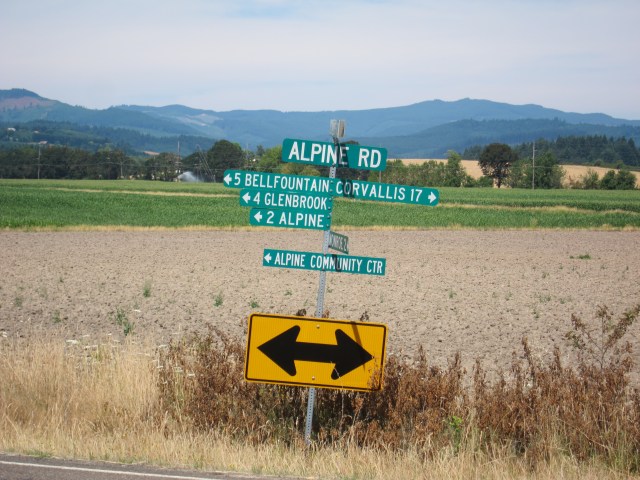 ALPINE RD
5 BELLFOUNTAIN
CORVALLIS 17
4 GLENBROOK
2 ALPINE
ALPINE COMMUNITY CTR